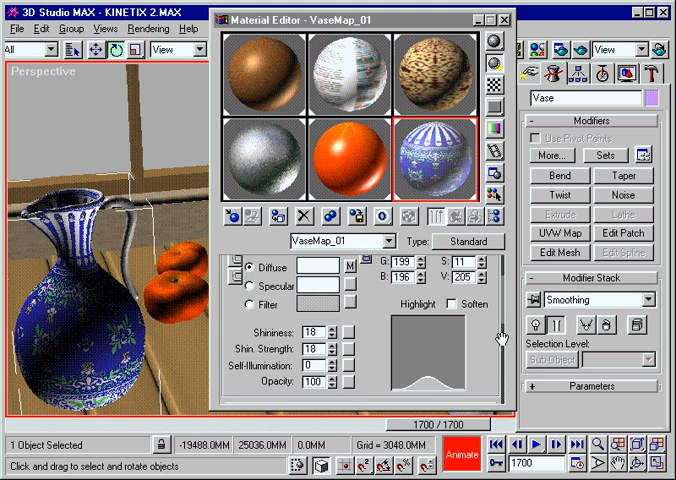 3D Studio MAX - KINETIX 2.MAX
File Edit Group Views Rendering Help
All View
View
Perspective
Material Editor - VaseMap_01
VaseMap_01 Type: Standard
Diffuse M G: 199 S: 11
Specular B: 196 V: 205
Filter Highlight Soften
Shininess: 18
Shin. Strength: 18
Self-Illumination: 0
Opacity: 100
Vase
- Modifiers
Use Pivot Points
More... Sets
Bend Taper
Twist Noise
Extrude Lathe
UVW Map Edit Patch
Edit Mesh Edit Spline
- Modifier Stack
Smoothing
Selection Level:
Sub-Object
+ Parameters
1700 / 1700
1 Object Selected -19488.0MM 25036.0MM 0.0MM Grid = 3048.0MM Animate
Click and drag to select and rotate objects 1700